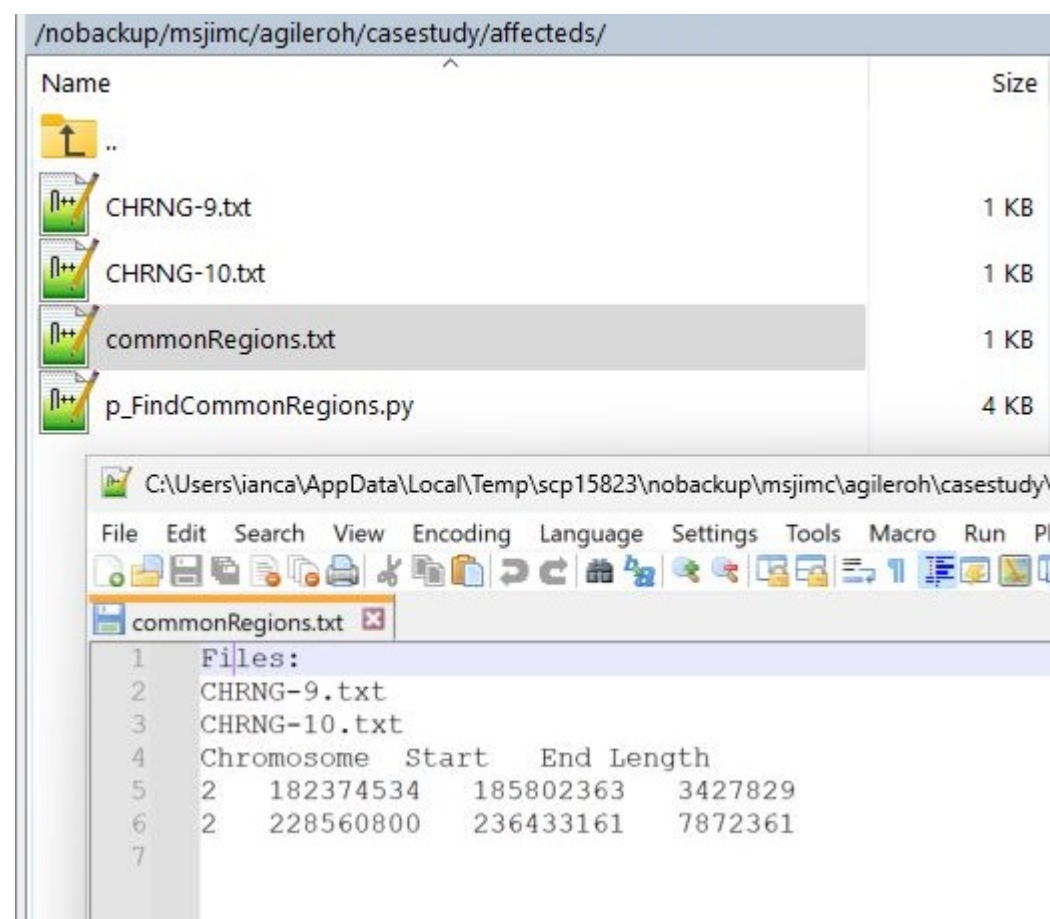 /nobackup/msjimc/agileroh/casestudy/affecteds/
Name Size
..
CHRNG-9.txt 1 KB
CHRNG-10.txt 1 KB
commonRegions.txt 1 KB
p_FindCommonRegions.py 4 KB
C:\Users\ianca\AppData\Local\Temp\scp15823\nobackup\msjimc\agileroh\casestudy\
File Edit Search View Encoding Language Settings Tools Macro Run
commonRegions.txt
1 Files:
2 CHRNG-9.txt
3 CHRNG-10.txt
4 Chromosome Start End Length
5 2 182374534 185802363 3427829
6 2 228560800 236433161 7872361
7